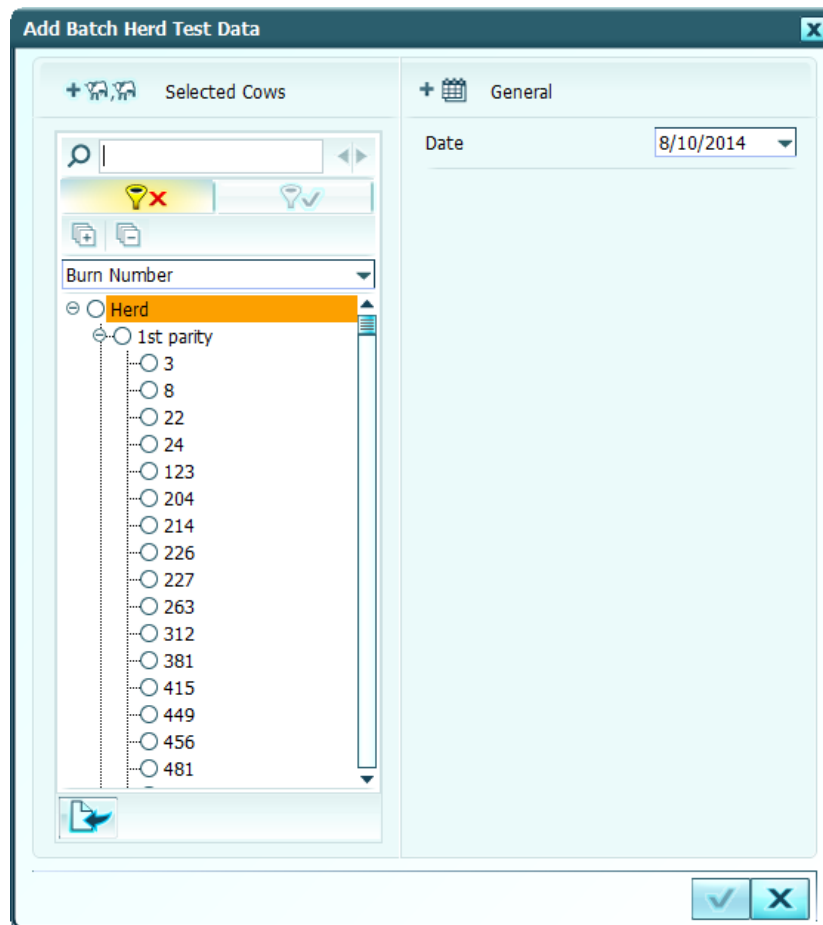 Add Batch Herd Test Data
Selected Cows
General
Date
8/10/2014
Burn Number
Herd
1st parity
3
8
22
24
123
204
214
226
227
263
312
381
415
449
456
481